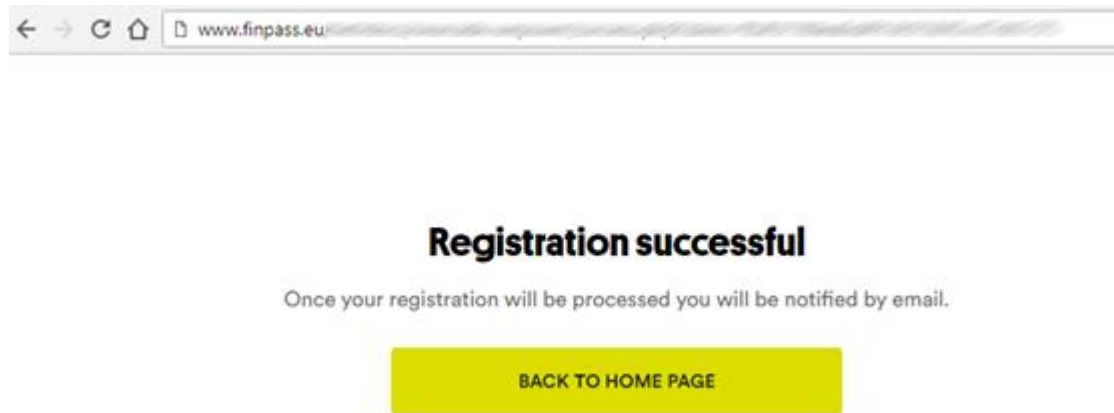 www.finpass.eu
Registration successful
Once your registration will be processed you will be notified by email.
BACK TO HOME PAGE